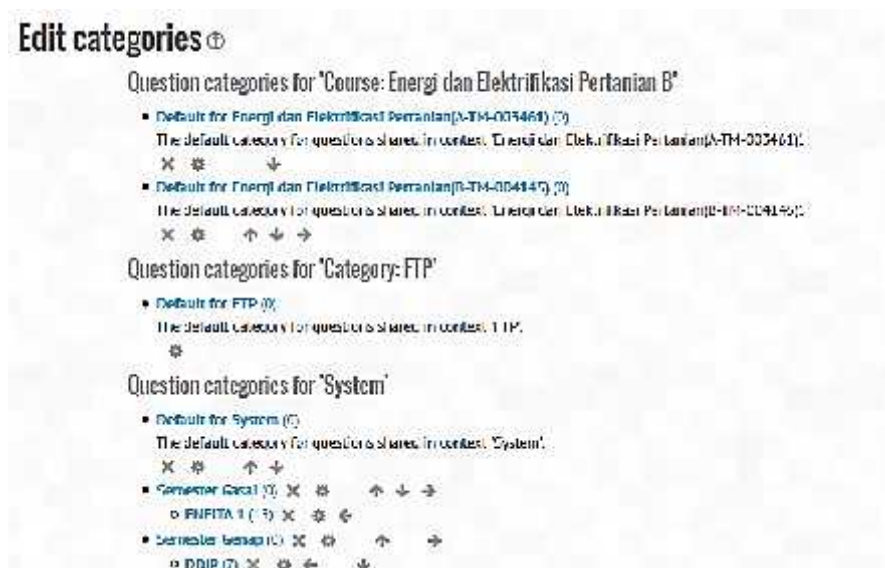 Edit categories
Question categories for 'Course: Energi dan Elektrifikasi Pertanian B'
Default for Energi dan Elektrifikasi Pertanian(A-TM-003461) (0)
The default category for questions shared in context 'Energi dan Elektrifikasi Pertanian(A-TM-003461)'.
Default for Energi dan Elektrifikasi Pertanian(B-TM-004145) (0)
The default category for questions shared in context 'Energi dan Elektrifikasi Pertanian(B-TM-004145)'.
Question categories for 'Category: FTP'
Default for FTP (0)
The default category for questions shared in context 'FTP'.
Question categories for 'System'
Default for System (0)
The default category for questions shared in context 'System'.
Semester Gasal (0)
1 (13)
Semester Genap (0)
(7)